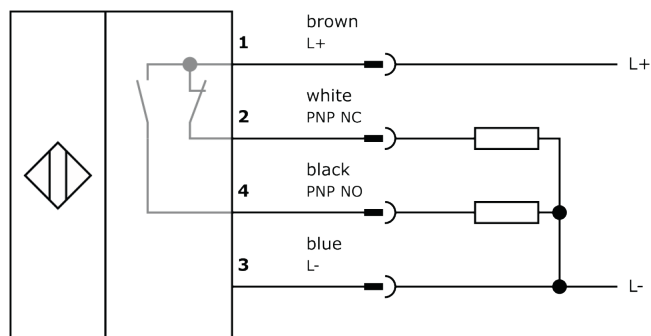 brown
1 L+
L+
white
2 PNP NC
black
4 PNP NO
blue
3 L-
L-